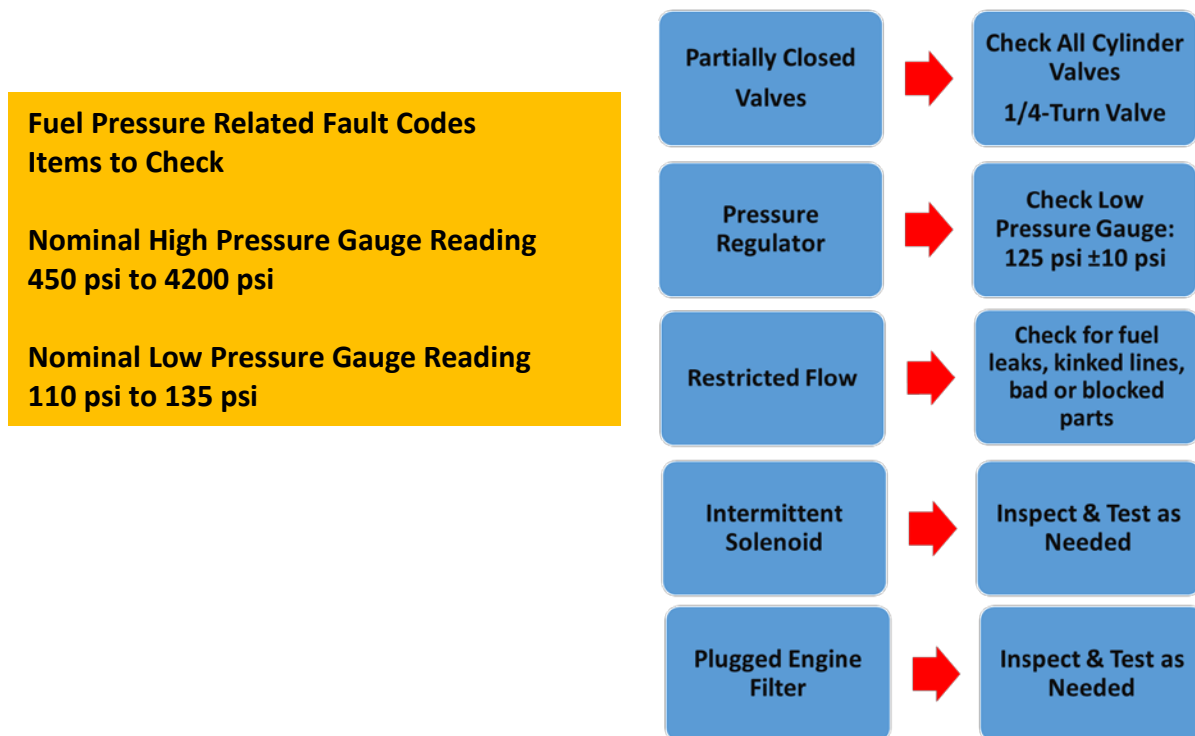 Fuel Pressure Related Fault Codes
Items to Check
Nominal High Pressure Gauge Reading
450 psi to 4200 psi
Nominal Low Pressure Gauge Reading
110 psi to 135 psi
Partially Closed
Valves
Check All Cylinder
Valves
1/4-Turn Valve
Pressure
Regulator
Check Low
Pressure Gauge:
125 psi ±10 psi
Restricted Flow
Check for fuel
leaks, kinked lines,
bad or blocked
parts
Intermittent
Solenoid
Inspect & Test as
Needed
Plugged Engine
Filter
Inspect & Test as
Needed